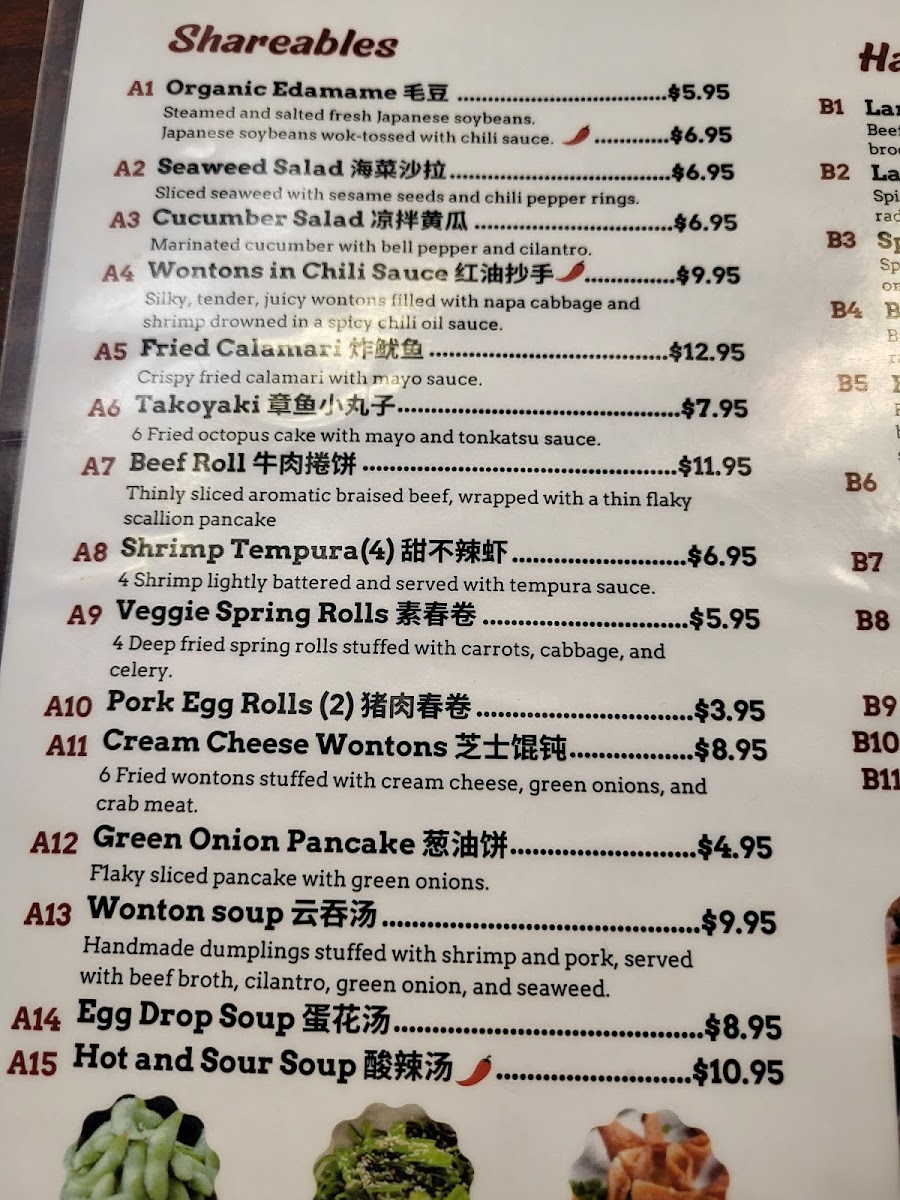 Shareables
A1 Organic Edamame 毛豆 ........................$5.95
Steamed and salted fresh Japanese soybeans.
Japanese soybeans wok-tossed with chili sauce. ...........$6.95
A2 Seaweed Salad 海菜沙拉..........................$6.95
Sliced seaweed with sesame seeds and chili pepper rings.
A3 Cucumber Salad 凉拌黄瓜 .......................$6.95
Marinated cucumber with bell pepper and cilantro.
A4 Wontons in Chili Sauce 红油抄手.............$9.95
Silky, tender, juicy wontons filled with napa cabbage and
shrimp drowned in a spicy chili oil sauce.
A5 Fried Calamari 炸鱿鱼 ...........................$12.95
Crispy fried calamari with mayo sauce.
A6 Takoyaki 章鱼小丸子................................$7.95
6 Fried octopus cake with mayo and tonkatsu sauce.
A7 Beef Roll 牛肉捲饼 ...................................$11.95
Thinly sliced aromatic braised beef, wrapped with a thin flaky
scallion pancake
A8 Shrimp Tempura(4) 甜不辣虾...................$6.95
4 Shrimp lightly battered and served with tempura sauce.
A9 Veggie Spring Rolls 素春卷 ......................$5.95
4 Deep fried spring rolls stuffed with carrots, cabbage, and
celery.
A10 Pork Egg Rolls (2) 猪肉春卷 .......................$3.95
A11 Cream Cheese Wontons 芝士馄钝.............$8.95
6 Fried wontons stuffed with cream cheese, green onions, and
crab meat.
A12 Green Onion Pancake 葱油饼...................$4.95
Flaky sliced pancake with green onions.
A13 Wonton soup 云吞汤................................$9.95
Handmade dumplings stuffed with shrimp and pork, served
with beef broth, cilantro, green onion, and seaweed.
A14 Egg Drop Soup 蛋花汤...............................$8.95
A15 Hot and Sour Soup 酸辣汤 ....................$10.95
B1
B2
B3
B4
B5
B6
B7
B8
B9
B10
B11